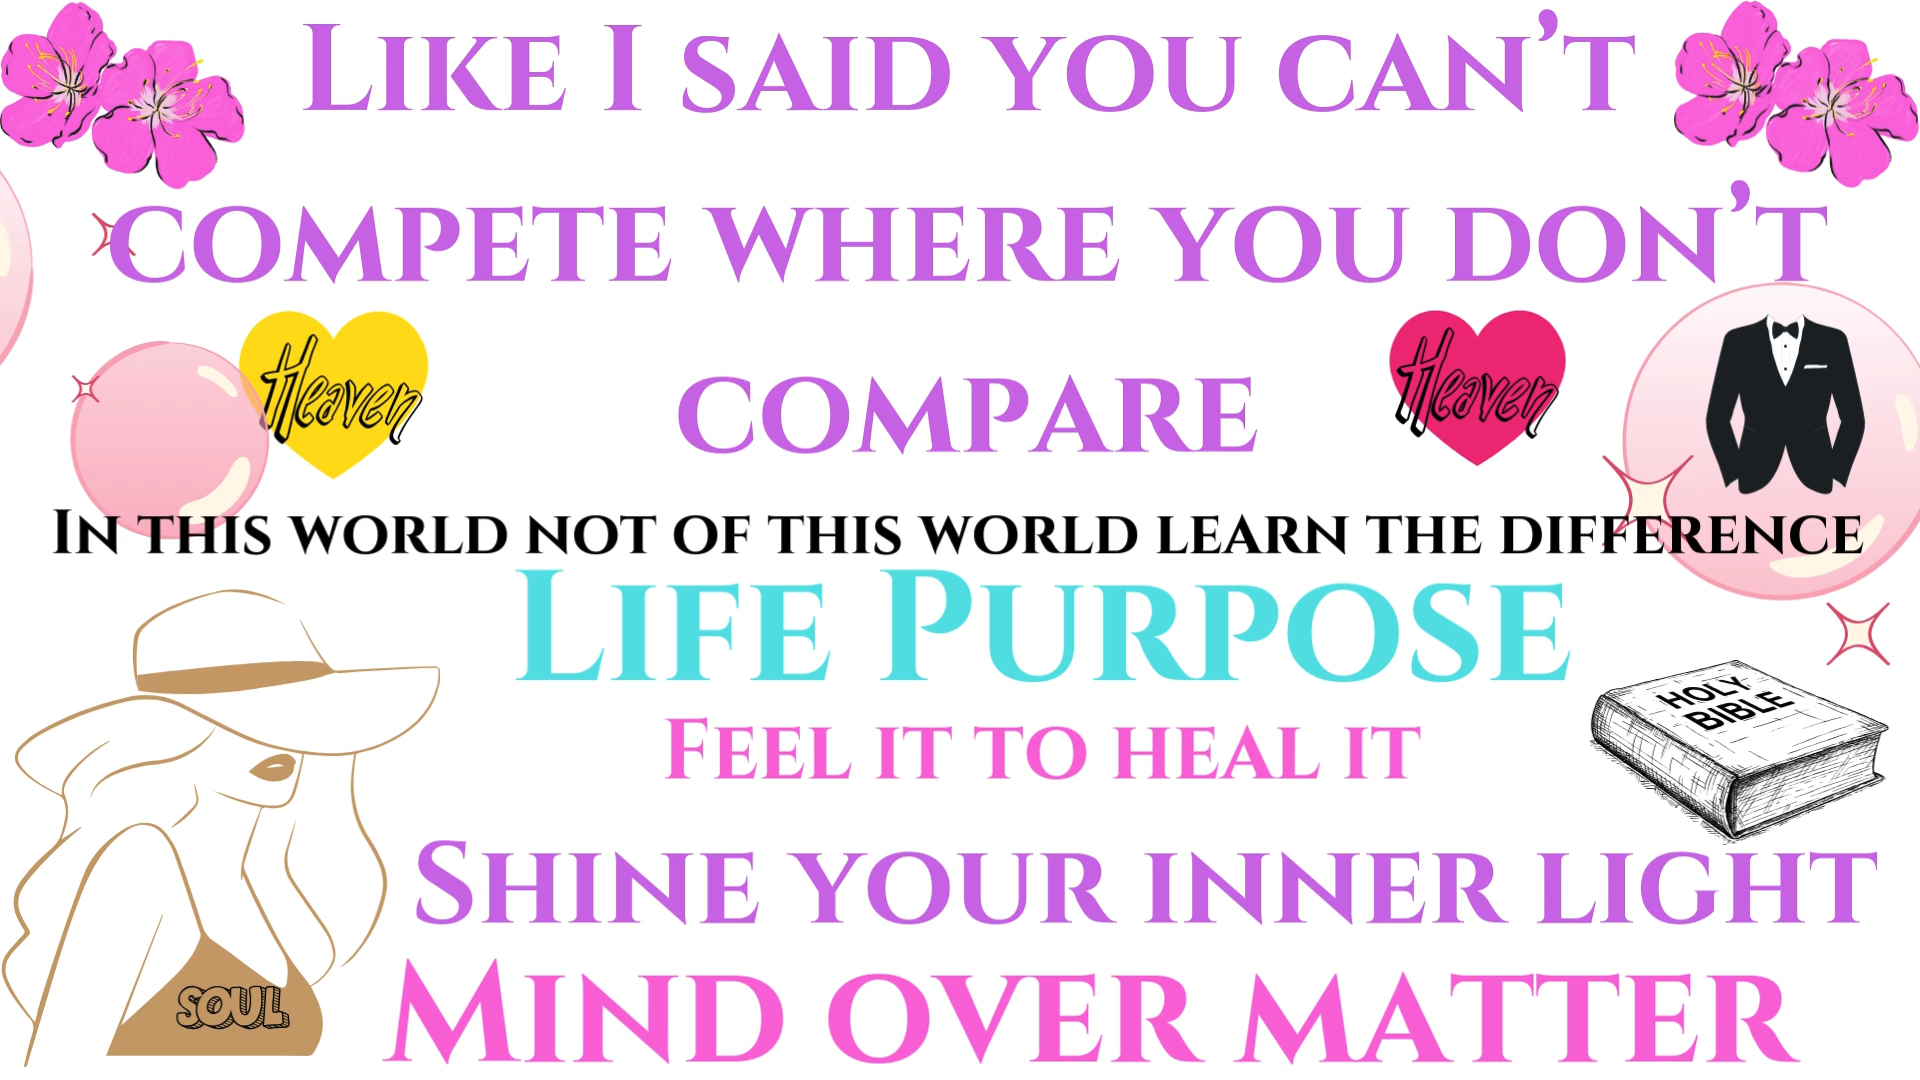 Like I said you can't
compete where you don't
Heaven
compare
Heaven
In this world not of this world learn the difference
Life Purpose
HOLY
BIBLE
Feel it to heal it
Shine your inner light
SOUL
Mind over matter